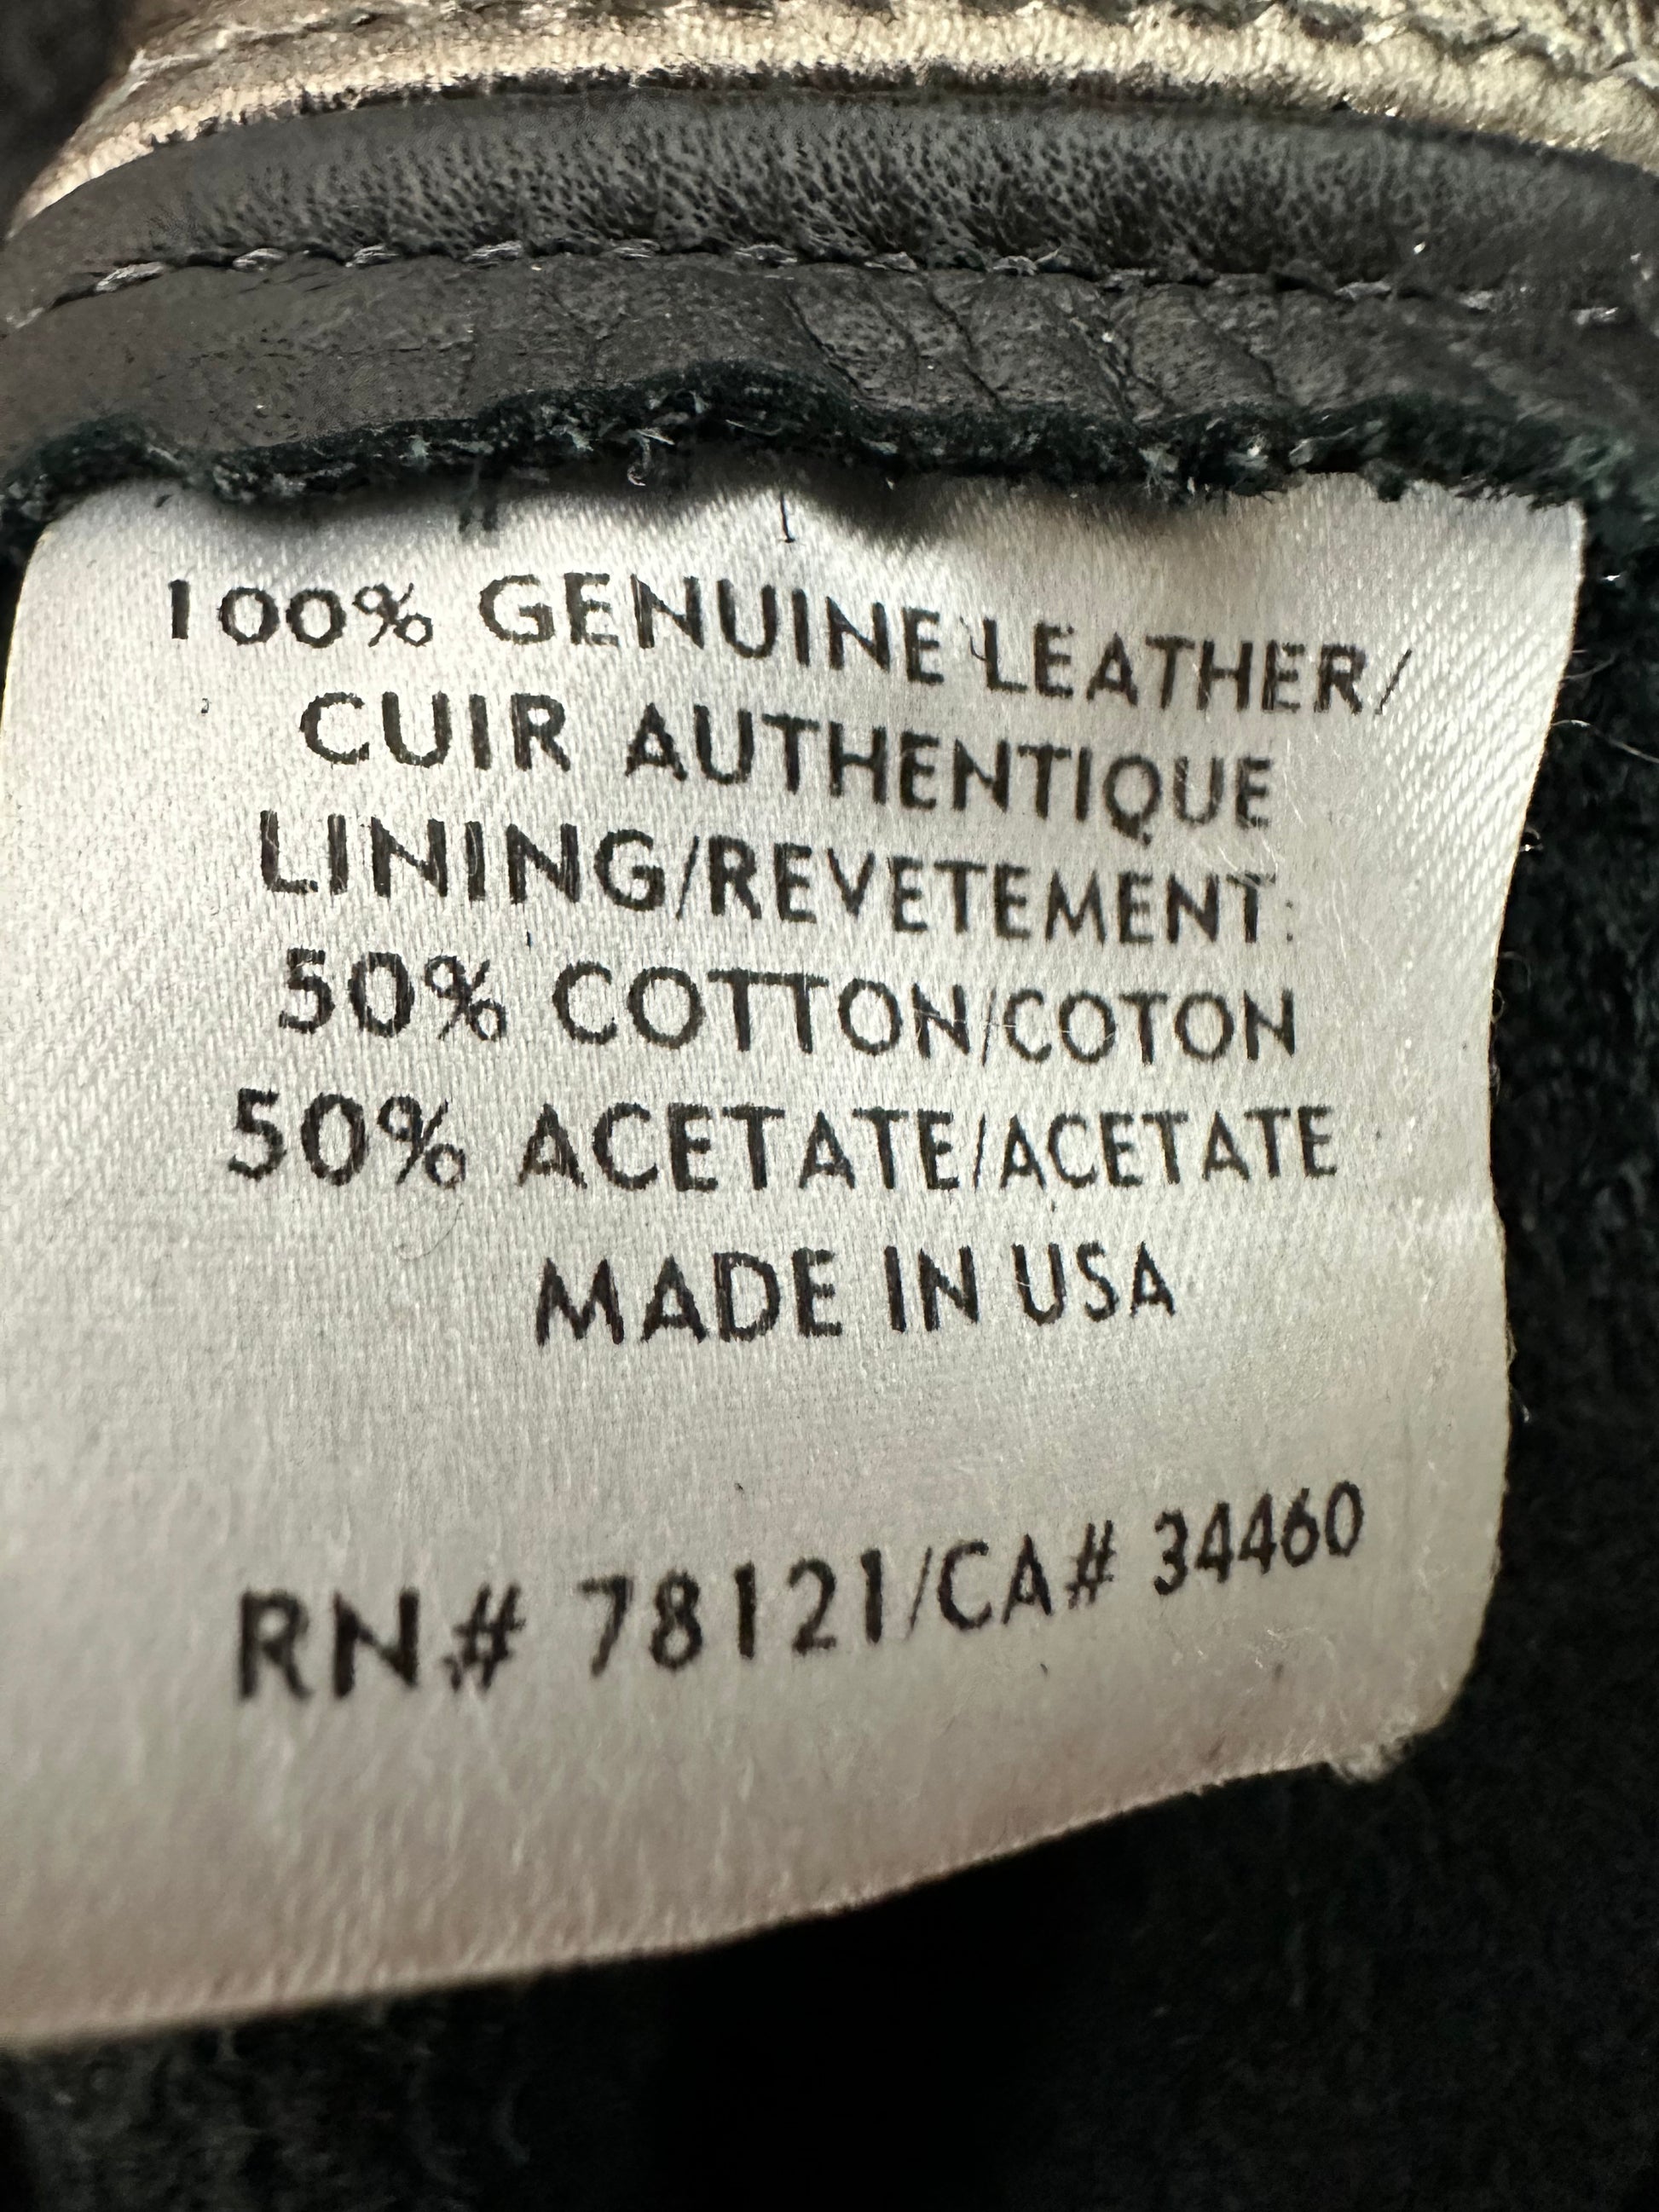 100% GENUINE LEATHER/
CUIR AUTHENTIQUE
LINING/REVETEMENT:
50% COTTON/COTON
50% ACETATE/ACETATE
MADE IN USA
RN# 78121/CA# 34460